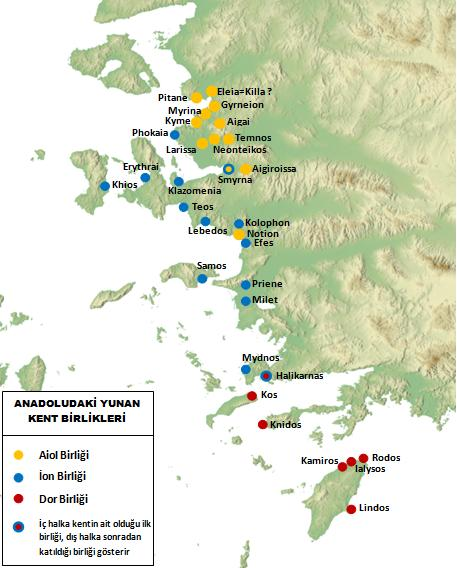 Eleia=Killa ?
Pitane
Gyrneion
Myrina
Kyme
Aigai
Phokaia
Temnos
Larissa
Neonteikos
Erythrai
Aigiroissa
Smyrna
Khios
Klazomenia
Teos
Lebedos
Kolophon
Notion
Efes
Samos
Priene
Milet
Mydnos
Halikarnas
Kos
Knidos
Kamiros
Rodos
Ialysos
Lindos
ANADOLUDAKİ YUNAN
KENT BİRLİKLERİ
Aiol Birliği
İon Birliği
Dor Birliği
İç halka kentin ait olduğu ilk
birliği, dış halka sonradan
katıldığı birliği gösterir